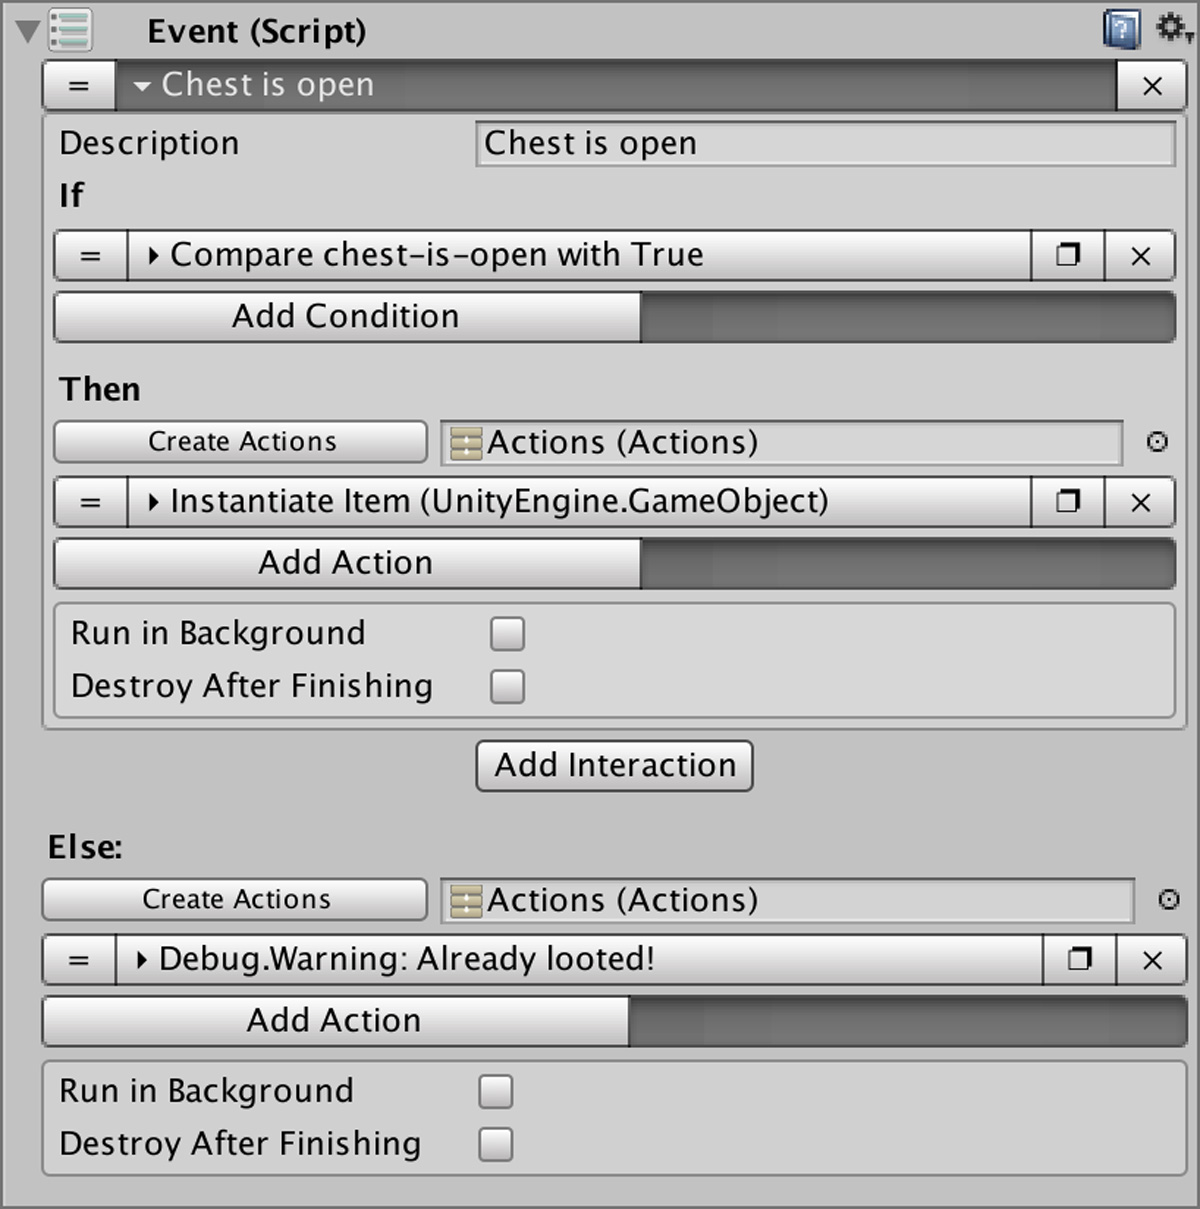 Event (Script)
= Chest is open ×
Description Chest is open
If
= Compare chest-is-open with True ×
Add Condition
Then
Create Actions Actions (Actions)
= Instantiate Item (UnityEngine.GameObject) ×
Add Action
Run in Background
Destroy After Finishing
Add Interaction
Else:
Create Actions Actions (Actions)
= Debug.Warning: Already looted! ×
Add Action
Run in Background
Destroy After Finishing